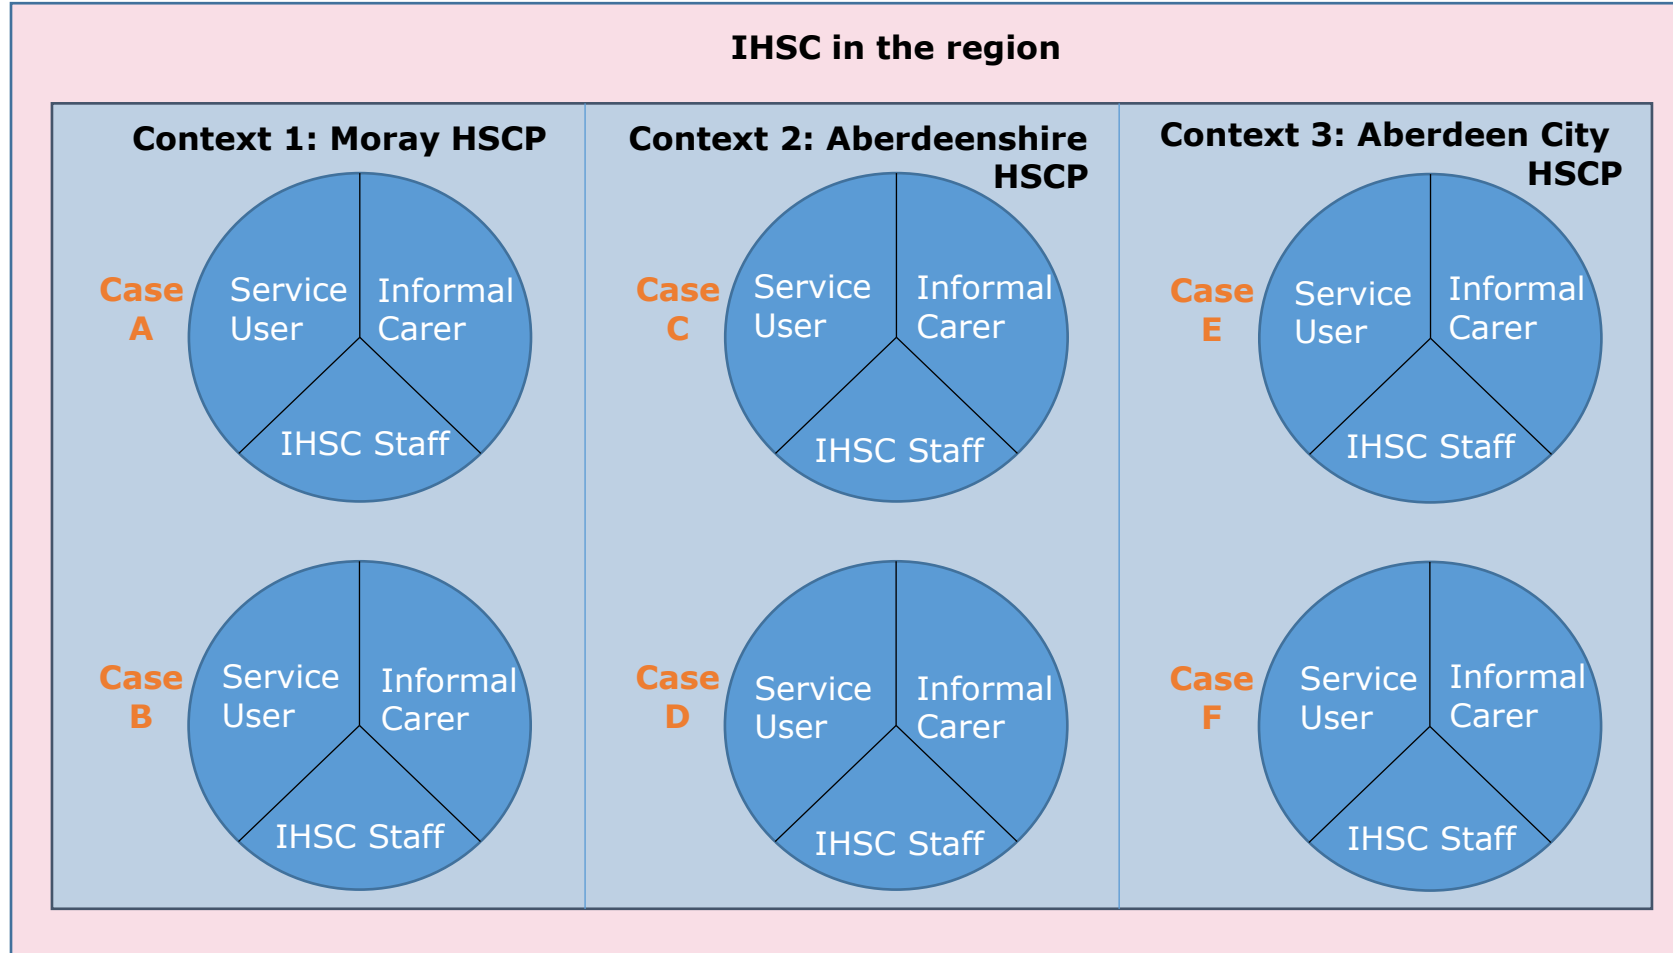 IHSC in the region
Context 1: Moray HSCP
Context 2: Aberdeenshire
HSCP
Context 3: Aberdeen City
HSCP
Case
A
Service
User
Informal
Carer
IHSC Staff
Case
C
Service
User
Informal
Carer
IHSC Staff
Case
E
Service
User
Informal
Carer
IHSC Staff
Case
B
Service
User
Informal
Carer
IHSC Staff
Case
D
Service
User
Informal
Carer
IHSC Staff
Case
F
Service
User
Informal
Carer
IHSC Staff